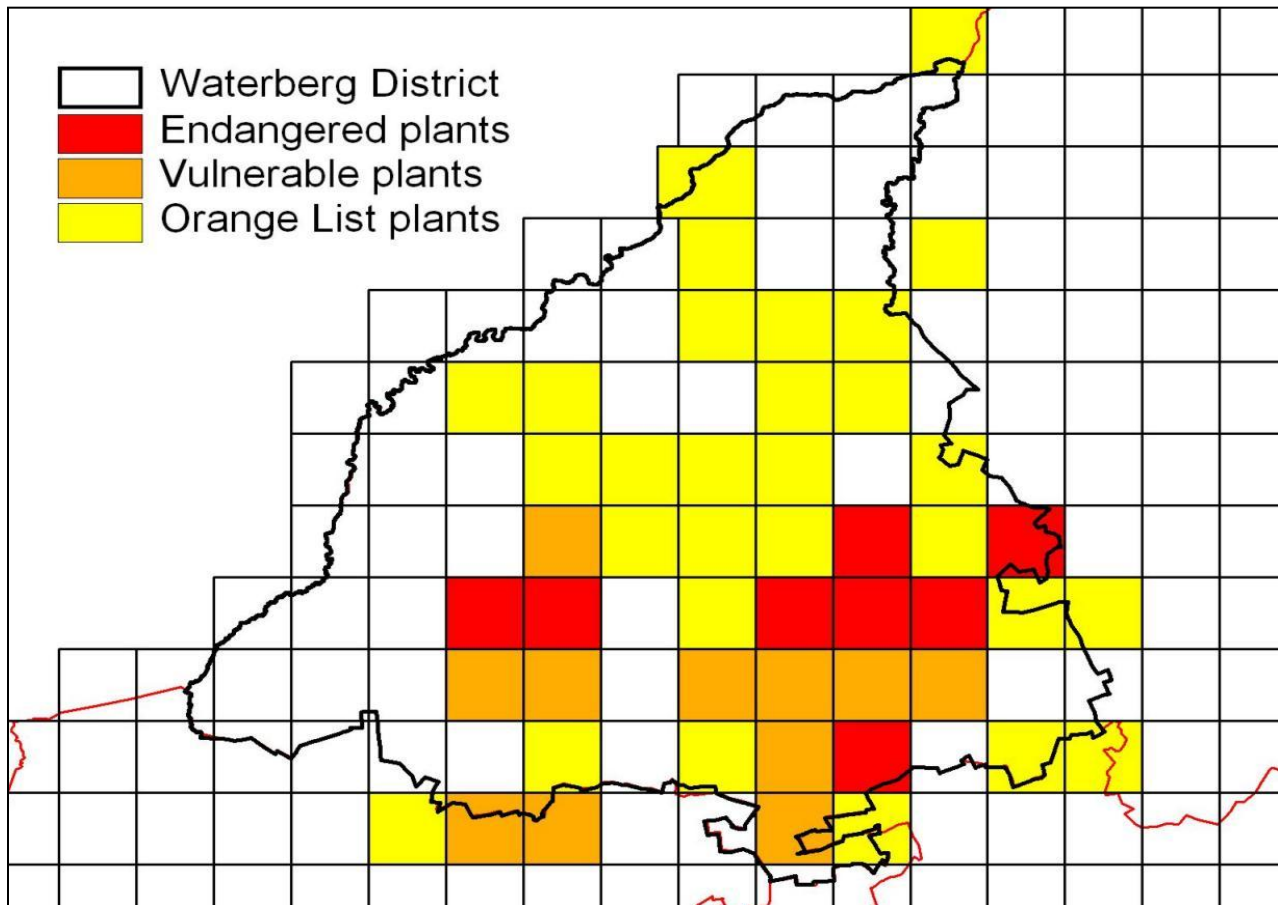 Waterberg District
Endangered plants
Vulnerable plants
Orange List plants